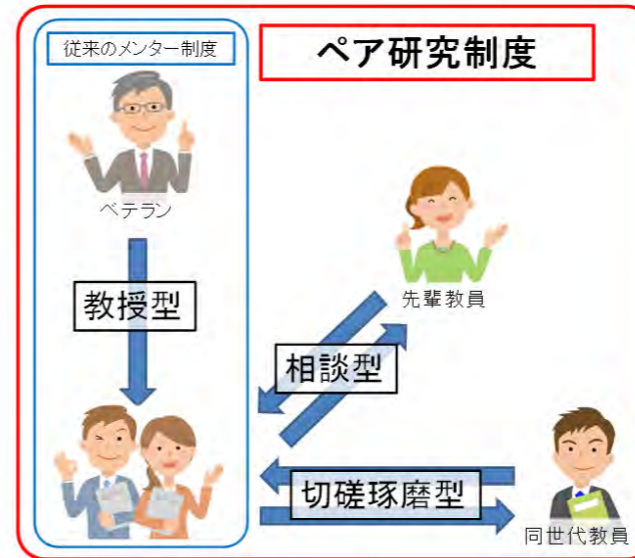 従来のメンター制度
ペア研究制度
ベテラン
教授型
先輩教員
相談型
切磋琢磨型
同世代教員